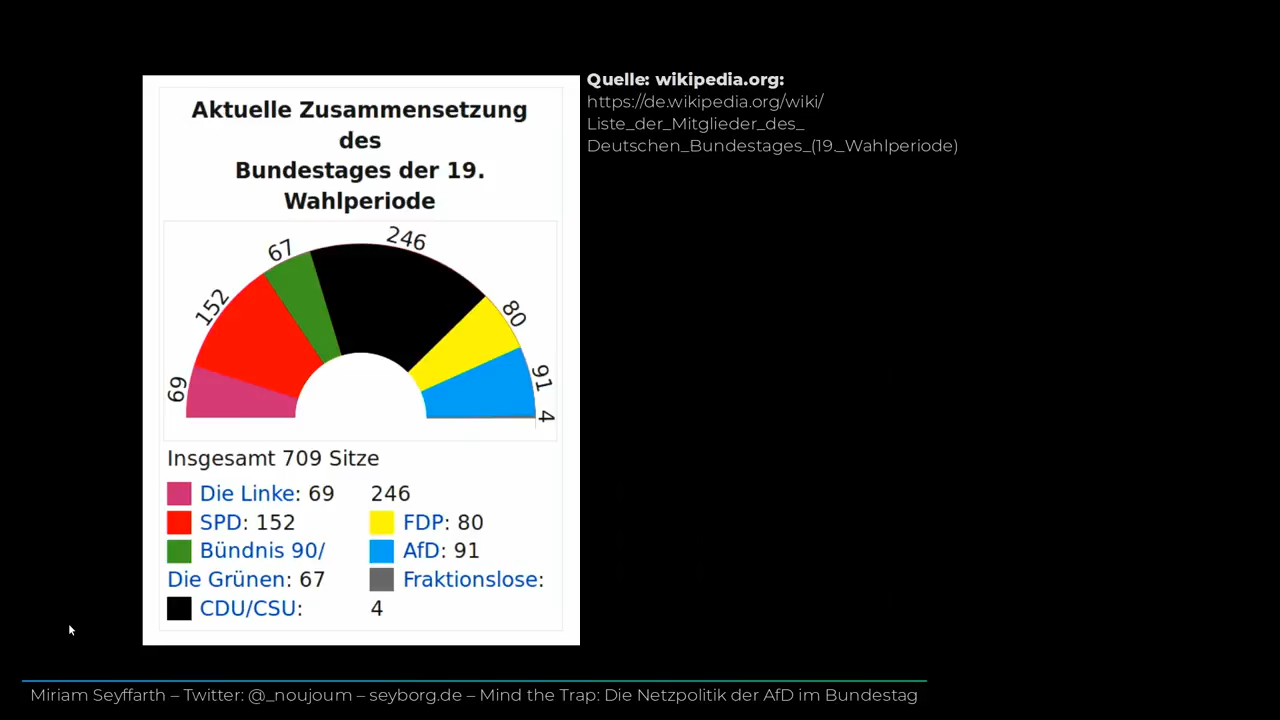 Aktuelle Zusammensetzung
des
Bundestages der 19.
Wahlperiode
69
152
67
246
80
91
4
Insgesamt 709 Sitze
Die Linke: 69
SPD: 152
Bündnis 90/
Die Grünen: 67
CDU/CSU:
246
FDP: 80
AfD: 91
Fraktionslose:
4
Quelle: wikipedia.org:
https://de.wikipedia.org/wiki/
Liste_der_Mitglieder_des_
Deutschen_Bundestages_(19._Wahlperiode)
Miriam Seyffarth – Twitter: @_noujoum – seyborg.de – Mind the Trap: Die Netzpolitik der AfD im Bundestag